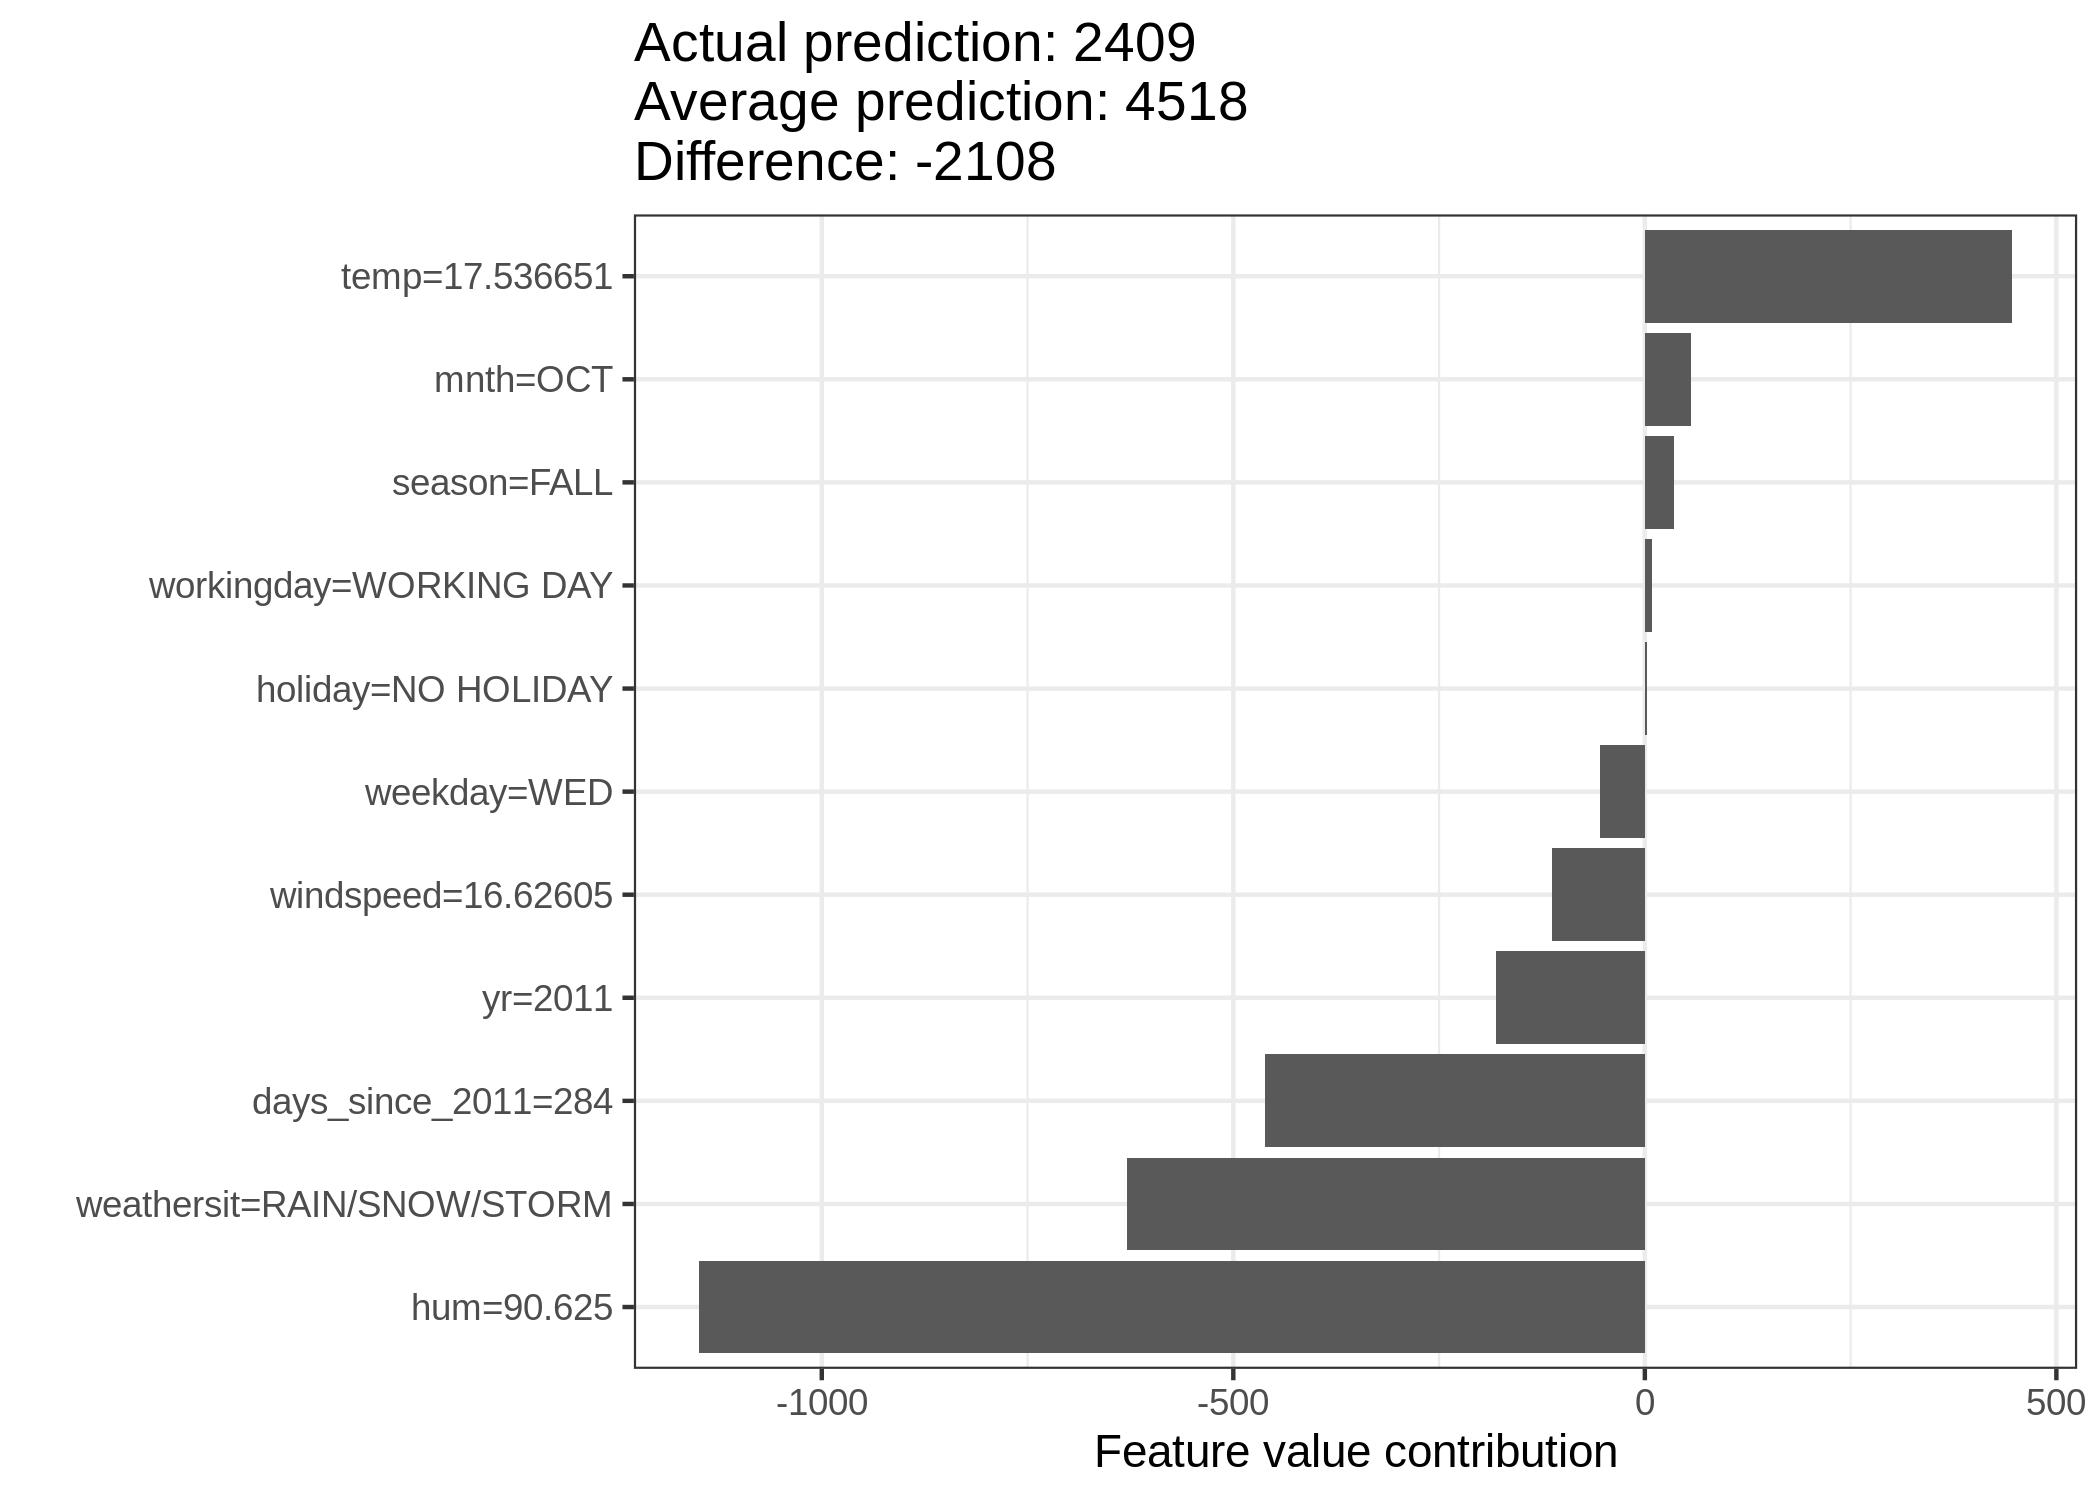 Actual prediction: 2409
Average prediction: 4518
Difference: -2108
temp=17.536651
mnth=OCT
season=FALL
workingday=WORKING DAY
holiday=NO HOLIDAY
weekday=WED
windspeed=16.62605
yr=2011
days_since_2011=284
weathersit=RAIN/SNOW/STORM
hum=90.625
-1000 -500 0 500
Feature value contribution